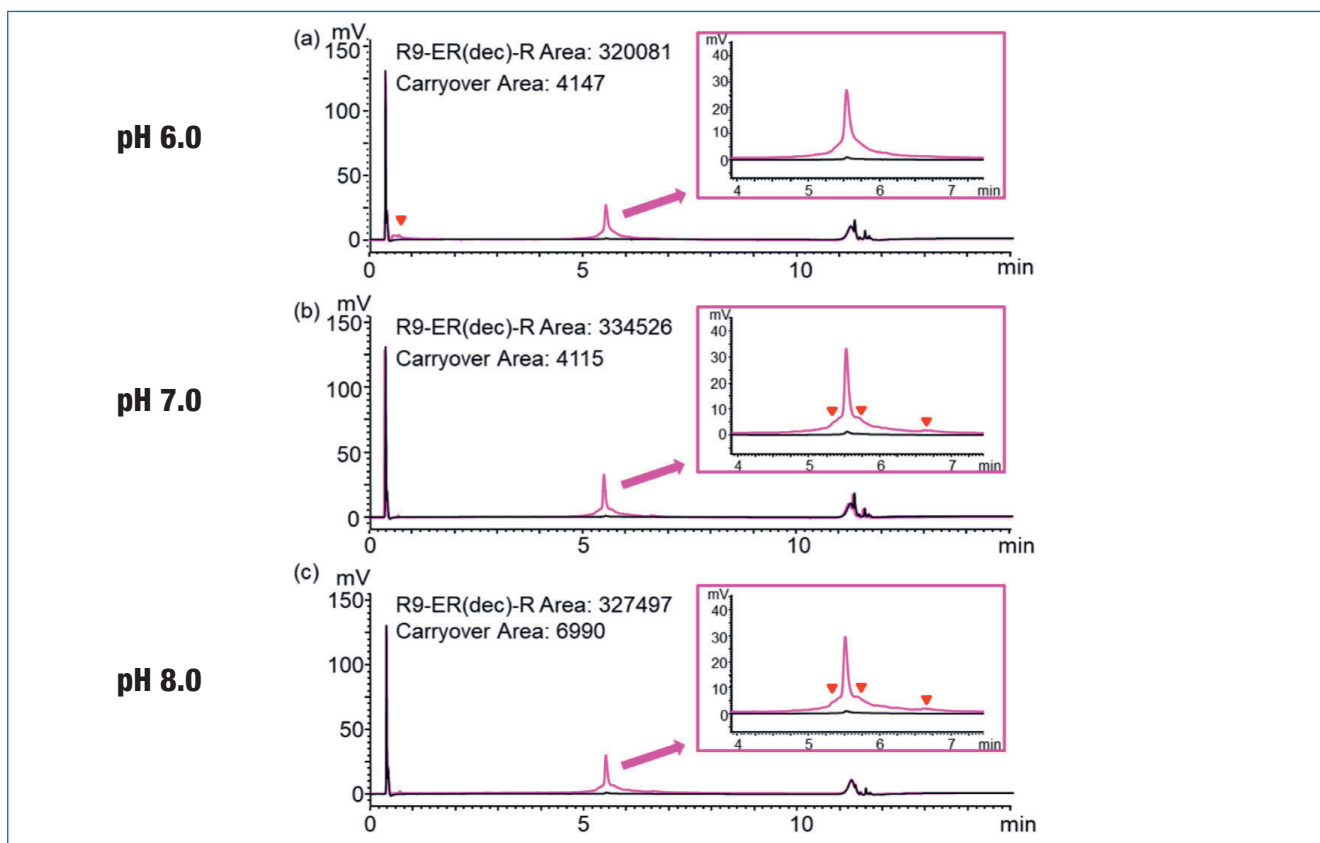 pH 6.0
(a)
mV
R9-ER(dec)-R Area: 320081
Carryover Area: 4147
150
100
50
0
0
5
10
min
mV
40
30
20
10
0
4
5
6
7
min
pH 7.0
(b)
mV
R9-ER(dec)-R Area: 334526
Carryover Area: 4115
150
100
50
0
0
5
10
min
mV
40
30
20
10
0
4
5
6
7
min
pH 8.0
(c)
mV
R9-ER(dec)-R Area: 327497
Carryover Area: 6990
150
100
50
0
0
5
10
min
mV
40
30
20
10
0
4
5
6
7
min